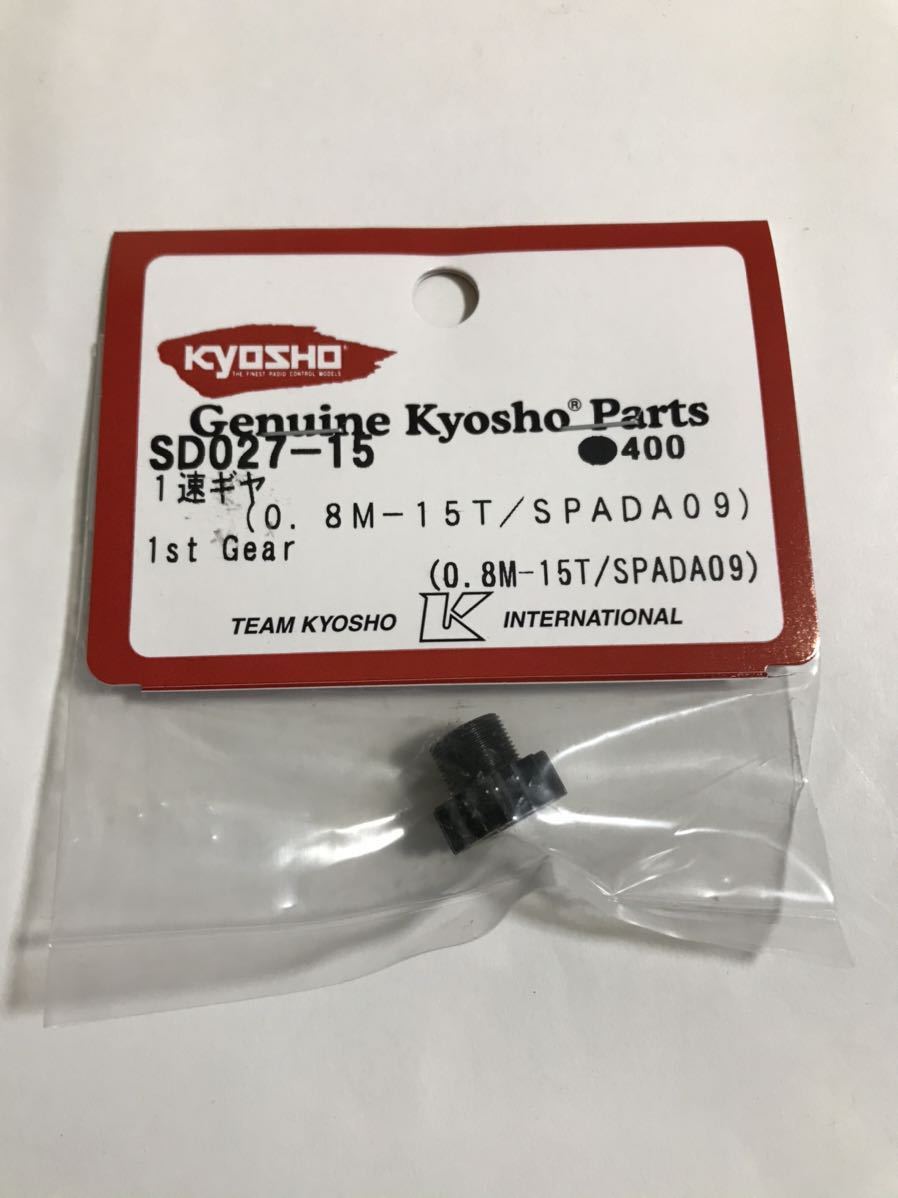 KYOSHO
THE FINEST RADIO CONTROL MODELS
Genuine Kyosho® Parts
SD027-15 ●400
1速ギヤ
(0.8M-15T/SPADA09)
1st Gear
(0.8M-15T/SPADA09)
TEAM KYOSHO K INTERNATIONAL